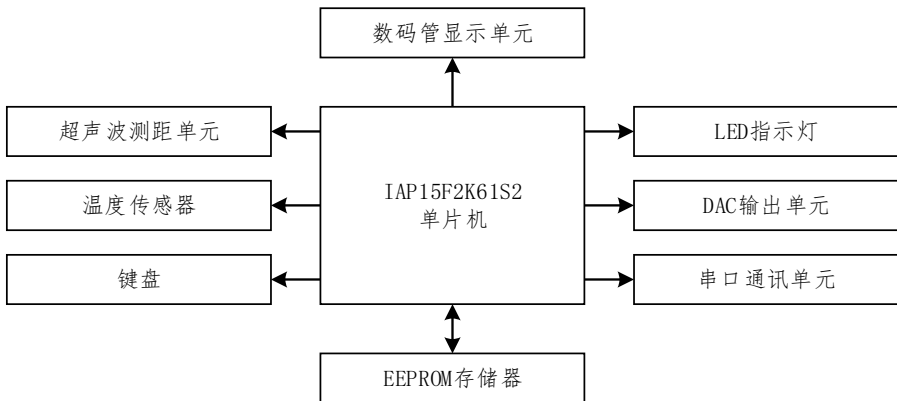 数码管显示单元
超声波测距单元
LED指示灯
IAP15F2K61S2
单片机
温度传感器
DAC输出单元
键盘
串口通讯单元
EEPROM存储器